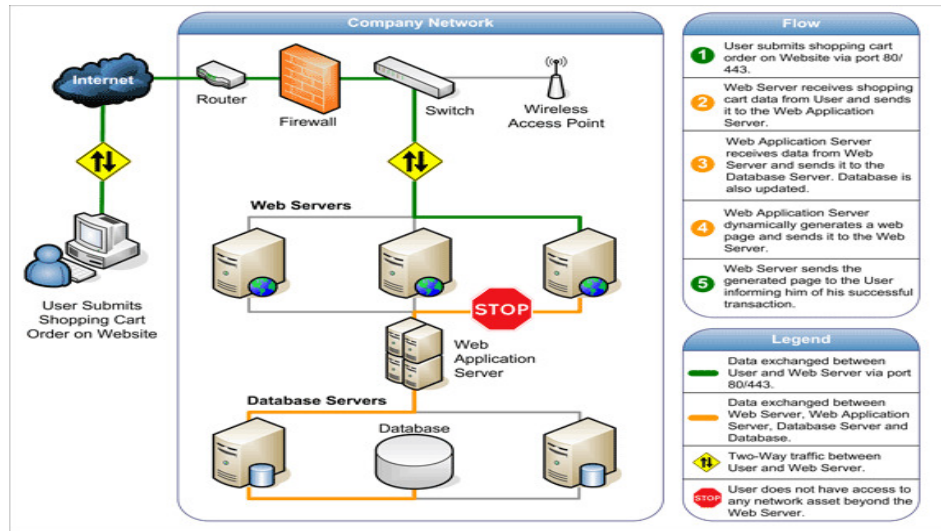 Company Network
Internet
Router
Firewall
Switch
Wireless
Access Point
Web Servers
User Submits
Shopping Cart
Order on Website
STOP
Web
Application
Server
Database Servers
Database
Flow
1
User submits shopping cart
order on Website via port 80/
443.
2
Web Server receives shopping
cart data from User and sends
it to the Web Application
Server.
3
Web Application Server
receives data from Web
Server and sends it to the
Database Server. Database is
also updated.
4
Web Application Server
dynamically generates a web
page and sends it to the Web
Server.
5
Web Server sends the
generated page to the User
informing him of his successful
transaction.
Legend
Data exchanged between
User and Web Server via port
80/443.
Data exchanged between
Web Server, Web Application
Server, Database Server and
Database.
Two-Way traffic between
User and Web Server.
STOP
User does not have access to
any network asset beyond the
Web Server.